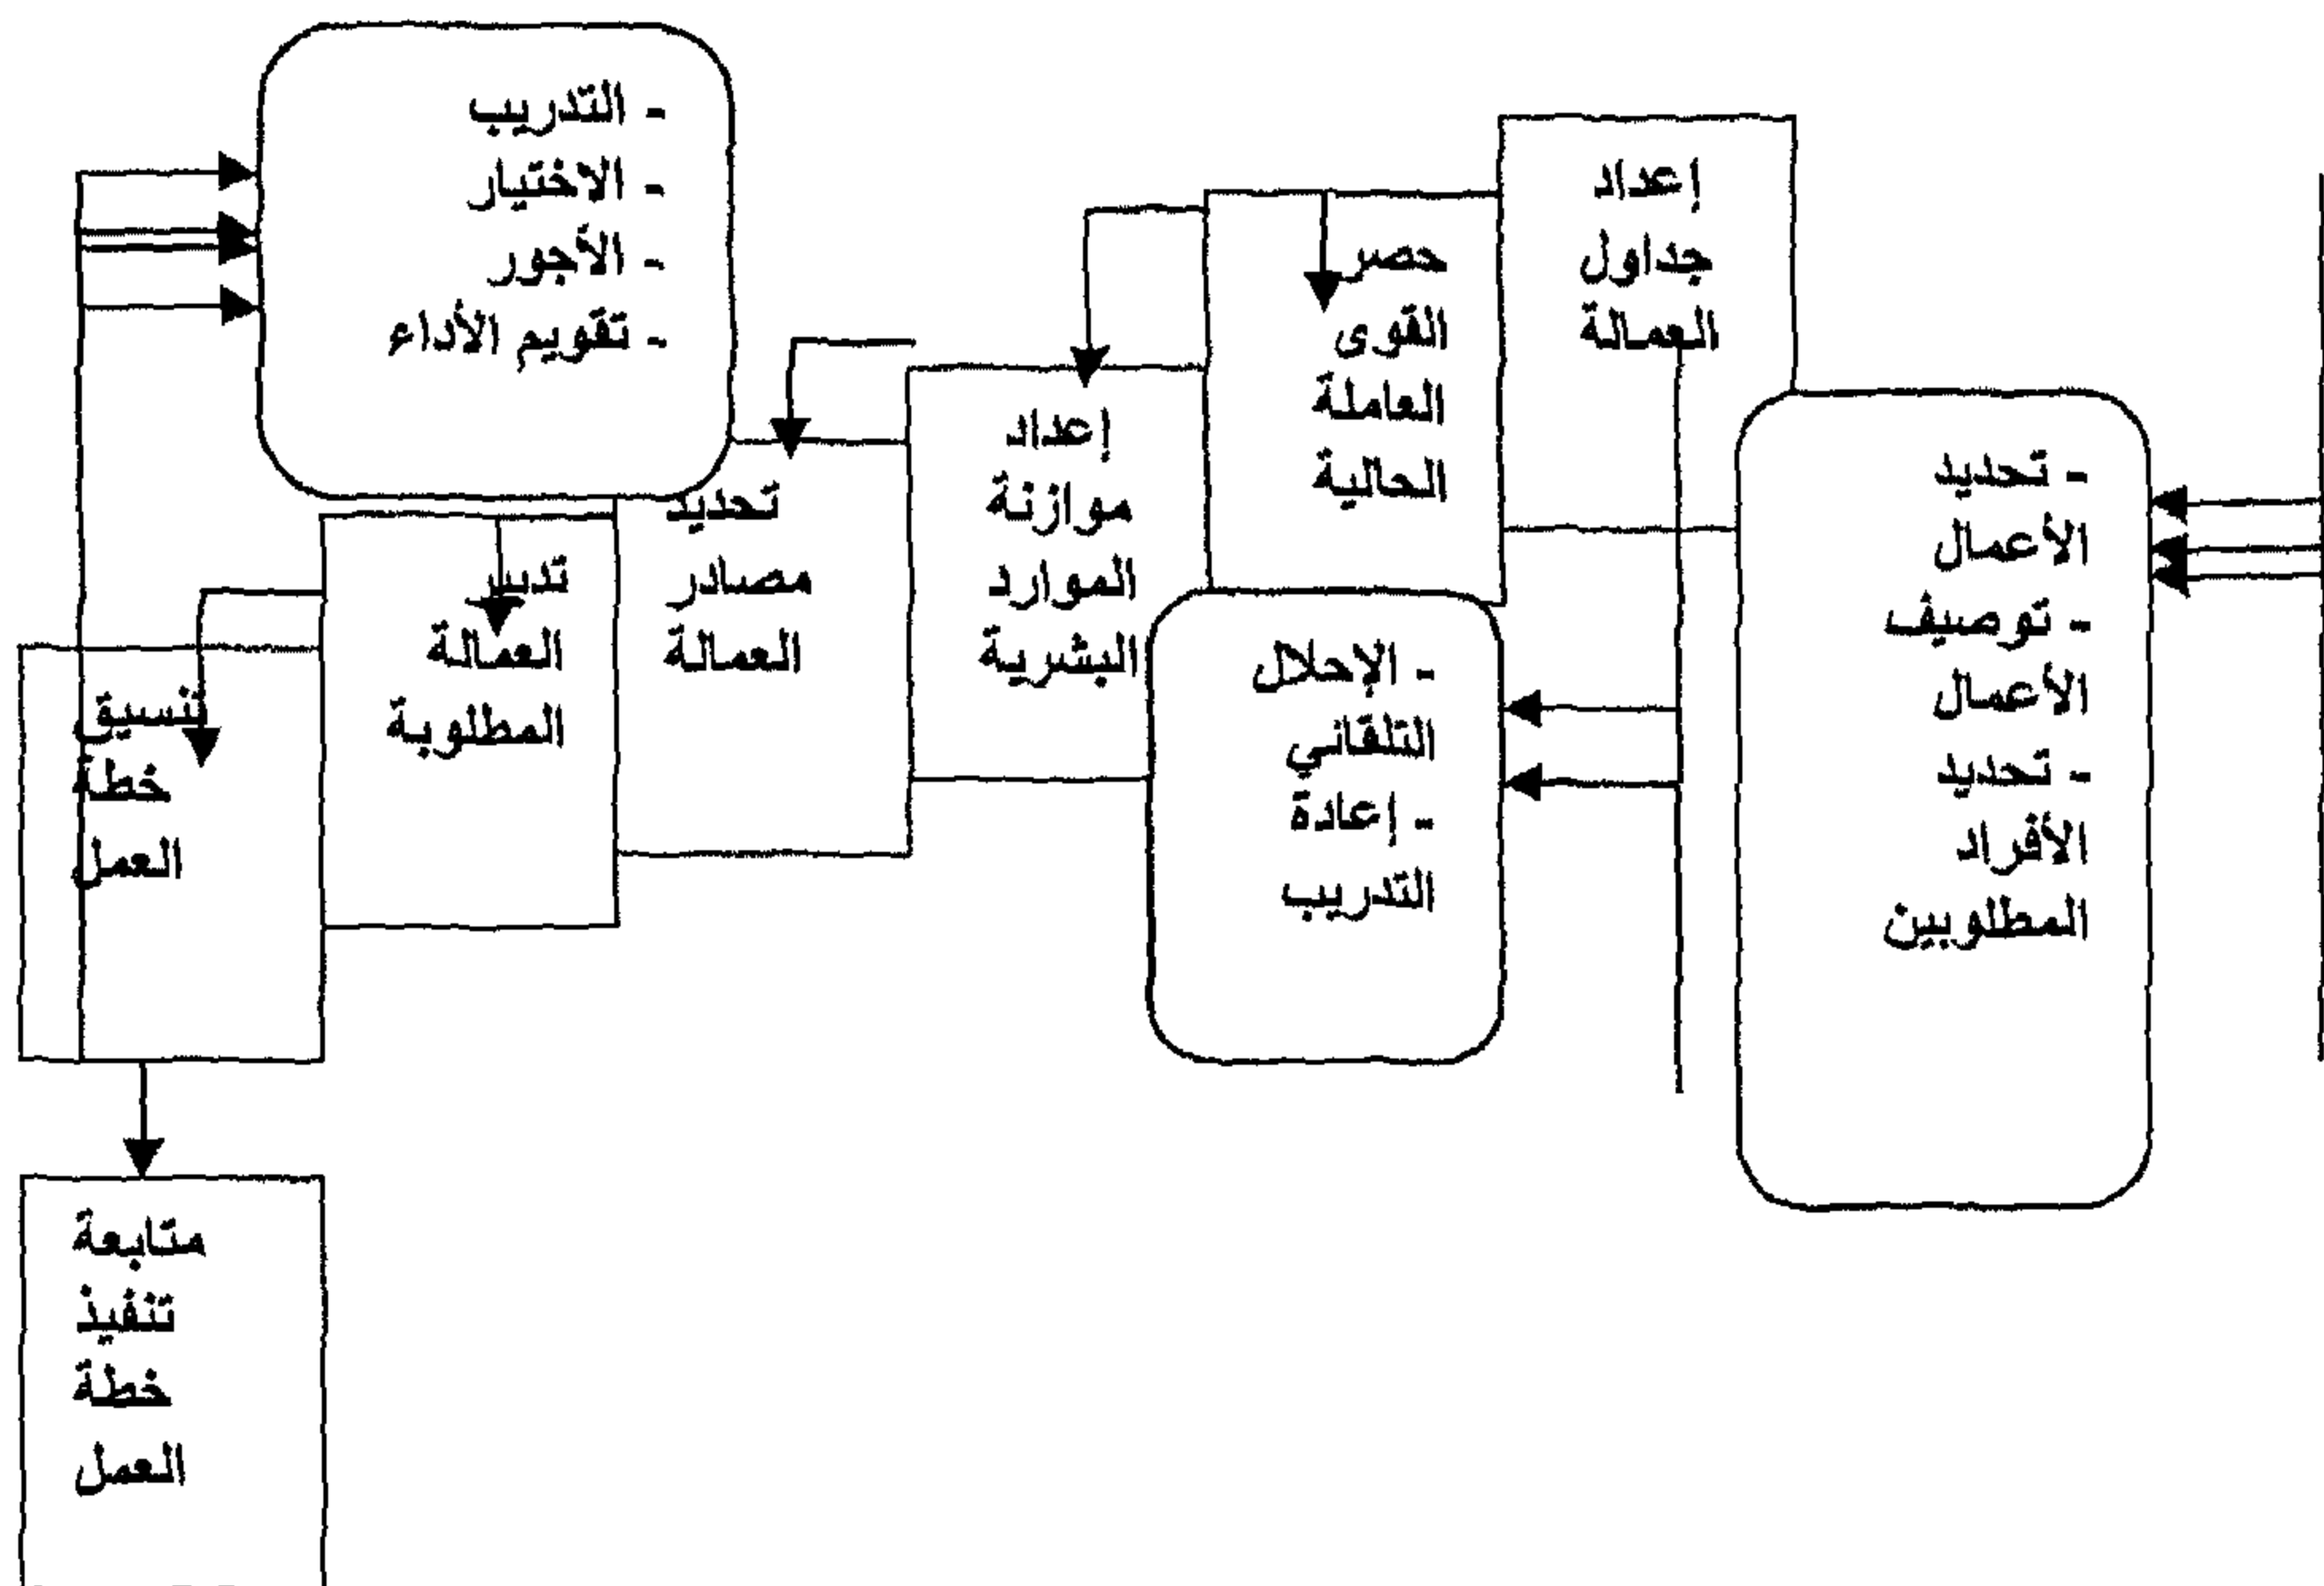 - تحديد
الأعمال
- توصيف
الأعمال
- تحديد
الأفراد
المطلوبين
إعداد
جداول
العمالة
حصر
القوى
العاملة
الحالية
- الإحلال
التلقائي
- إعادة
التدريب
إعداد
موازنة
الموارد
البشرية
تحديد
مصادر
العمالة
- التدريب
- الاختيار
- الأجور
- تقويم الأداء
تدبير
العمالة
المطلوبة
تنسيق
خطة
العمل
متابعة
تنفيذ
خطة
العمل